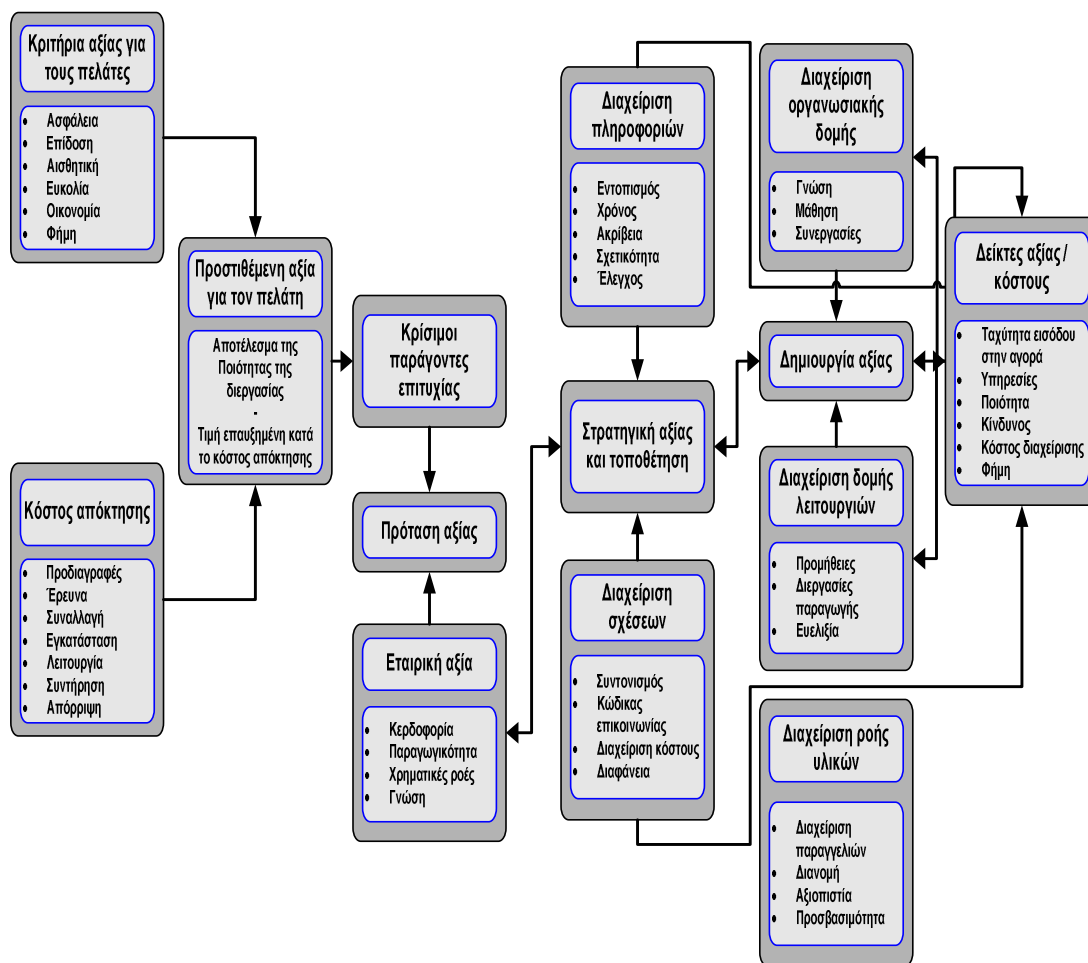 Κριτήρια αξίας για
τους πελάτες
Ασφάλεια
Επίδοση
Αισθητική
Ευκολία
Οικονομία
Φήμη
Κόστος απόκτησης
Προδιαγραφές
Έρευνα
Συναλλαγή
Εγκατάσταση
Λειτουργία
Συντήρηση
Απόρριψη
Προστιθέμενη αξία
για τον πελάτη
Αποτέλεσμα της
Ποιότητας της
διεργασίας
-
Τιμή επαυξημένη κατά
το κόστος απόκτησης
Κρίσιμοι
παράγοντες
επιτυχίας
Πρόταση αξίας
Εταιρική αξία
Κερδοφορία
Παραγωγικότητα
Χρηματικές ροές
Γνώση
Διαχείριση
πληροφοριών
Εντοπισμός
Χρόνος
Ακρίβεια
Σχετικότητα
Έλεγχος
Στρατηγική αξίας
και τοποθέτηση
Διαχείριση
σχέσεων
Συντονισμός
Κώδικας
επικοινωνίας
Διαχείριση κόστους
Διαφάνεια
Διαχείριση
οργανωσιακής
δομής
Γνώση
Μάθηση
Συνεργασίες
Δημιουργία αξίας
Διαχείριση δομής
λειτουργιών
Προμήθειες
Διεργασίες
παραγωγής
Ευελιξία
Διαχείριση ροής
υλικών
Διαχείριση
παραγγελιών
Διανομή
Αξιοπιστία
Προσβασιμότητα
Δείκτες αξίας /
κόστους
Ταχύτητα εισόδου
στην αγορά
Υπηρεσίες
Ποιότητα
Κίνδυνος
Κόστος διαχείρισης
Φήμη